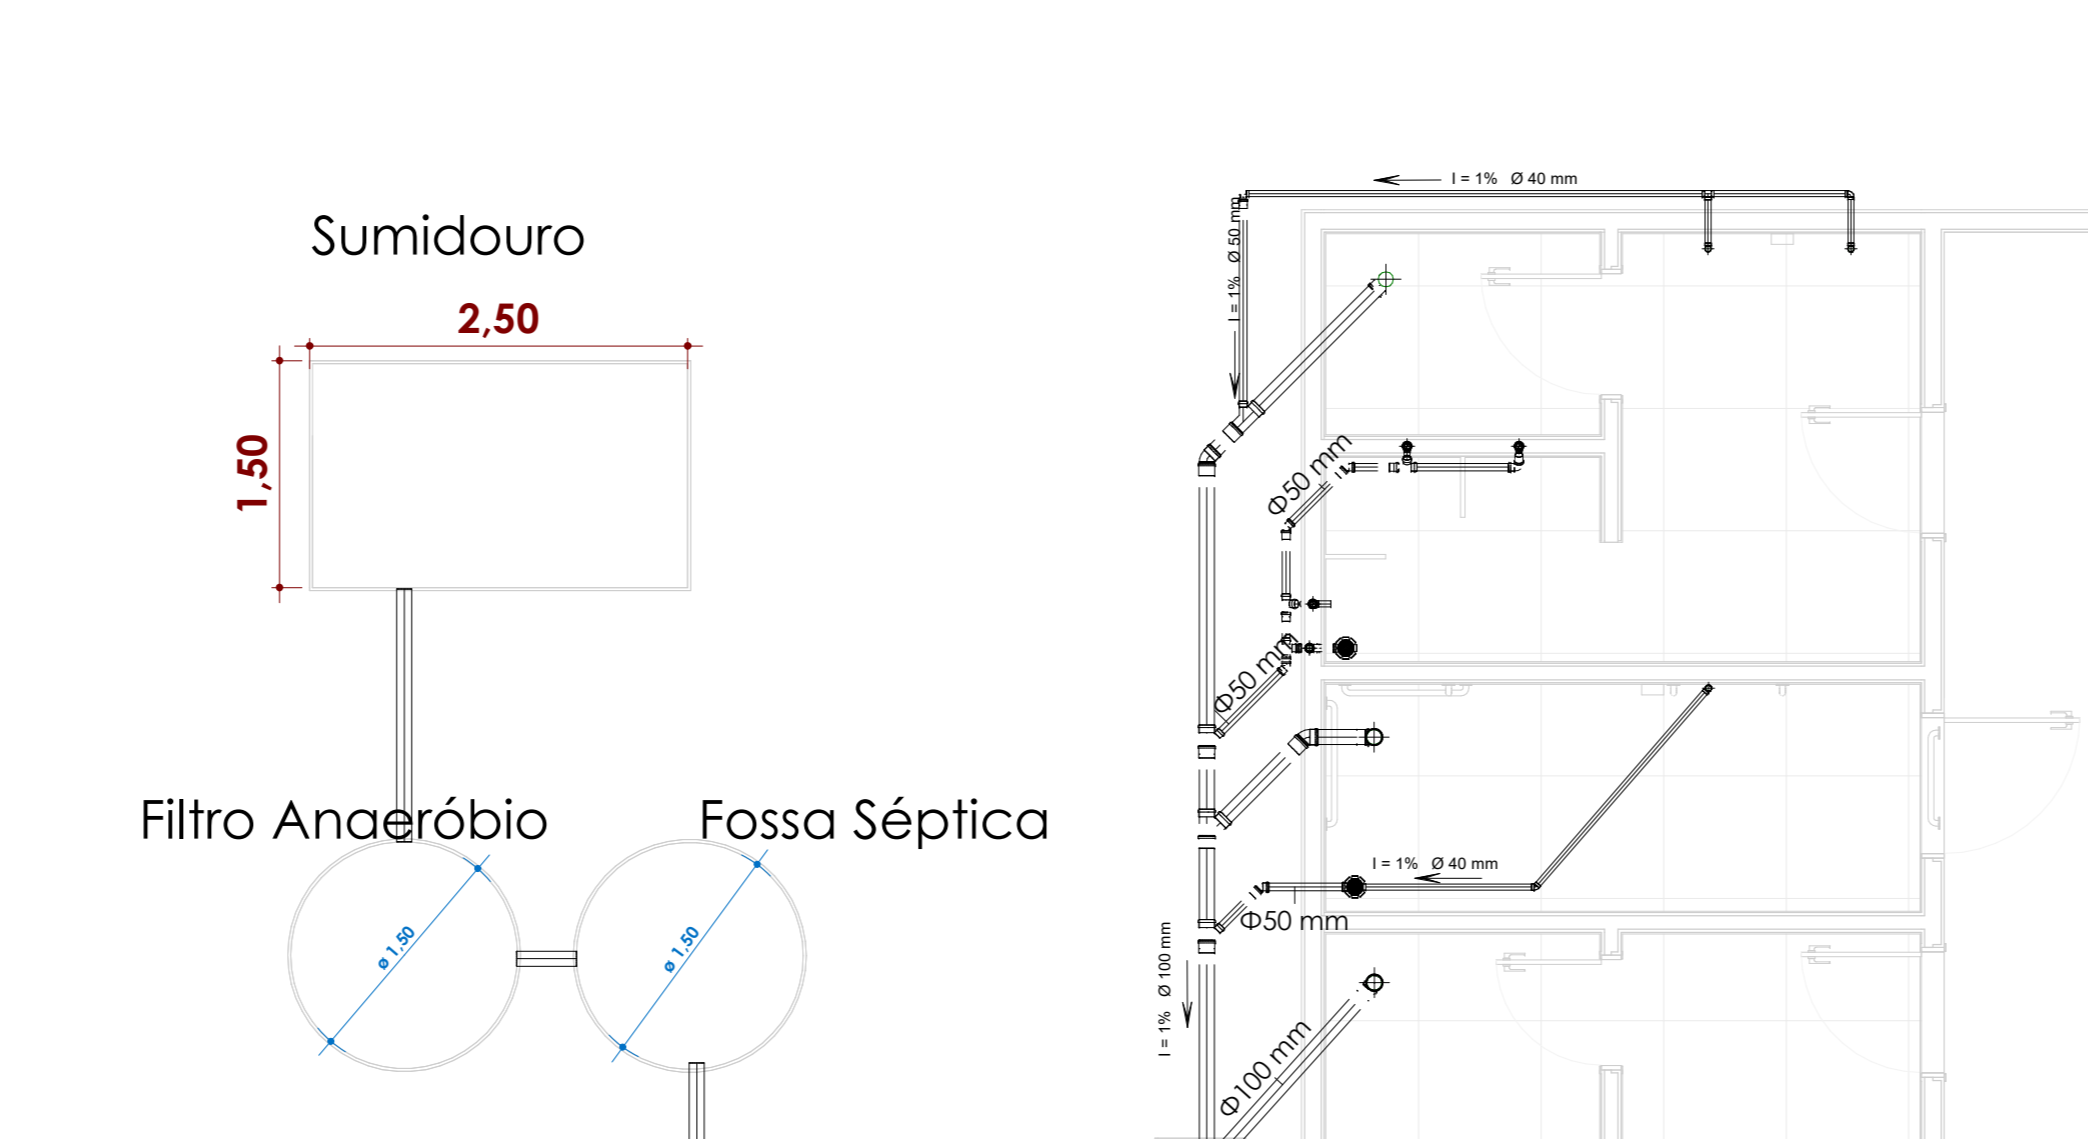 I = 1% Ø 40 mm
I = 1% Ø 50 mm
Sumidouro
2,50
1,50
Φ50 mm
Φ50 mm
Filtro Anaeróbio
Fossa Séptica
I = 1% Ø 40 mm
Φ50 mm
ø 1,50
ø 1,50
I = 1% Ø 100 mm
Φ100 mm